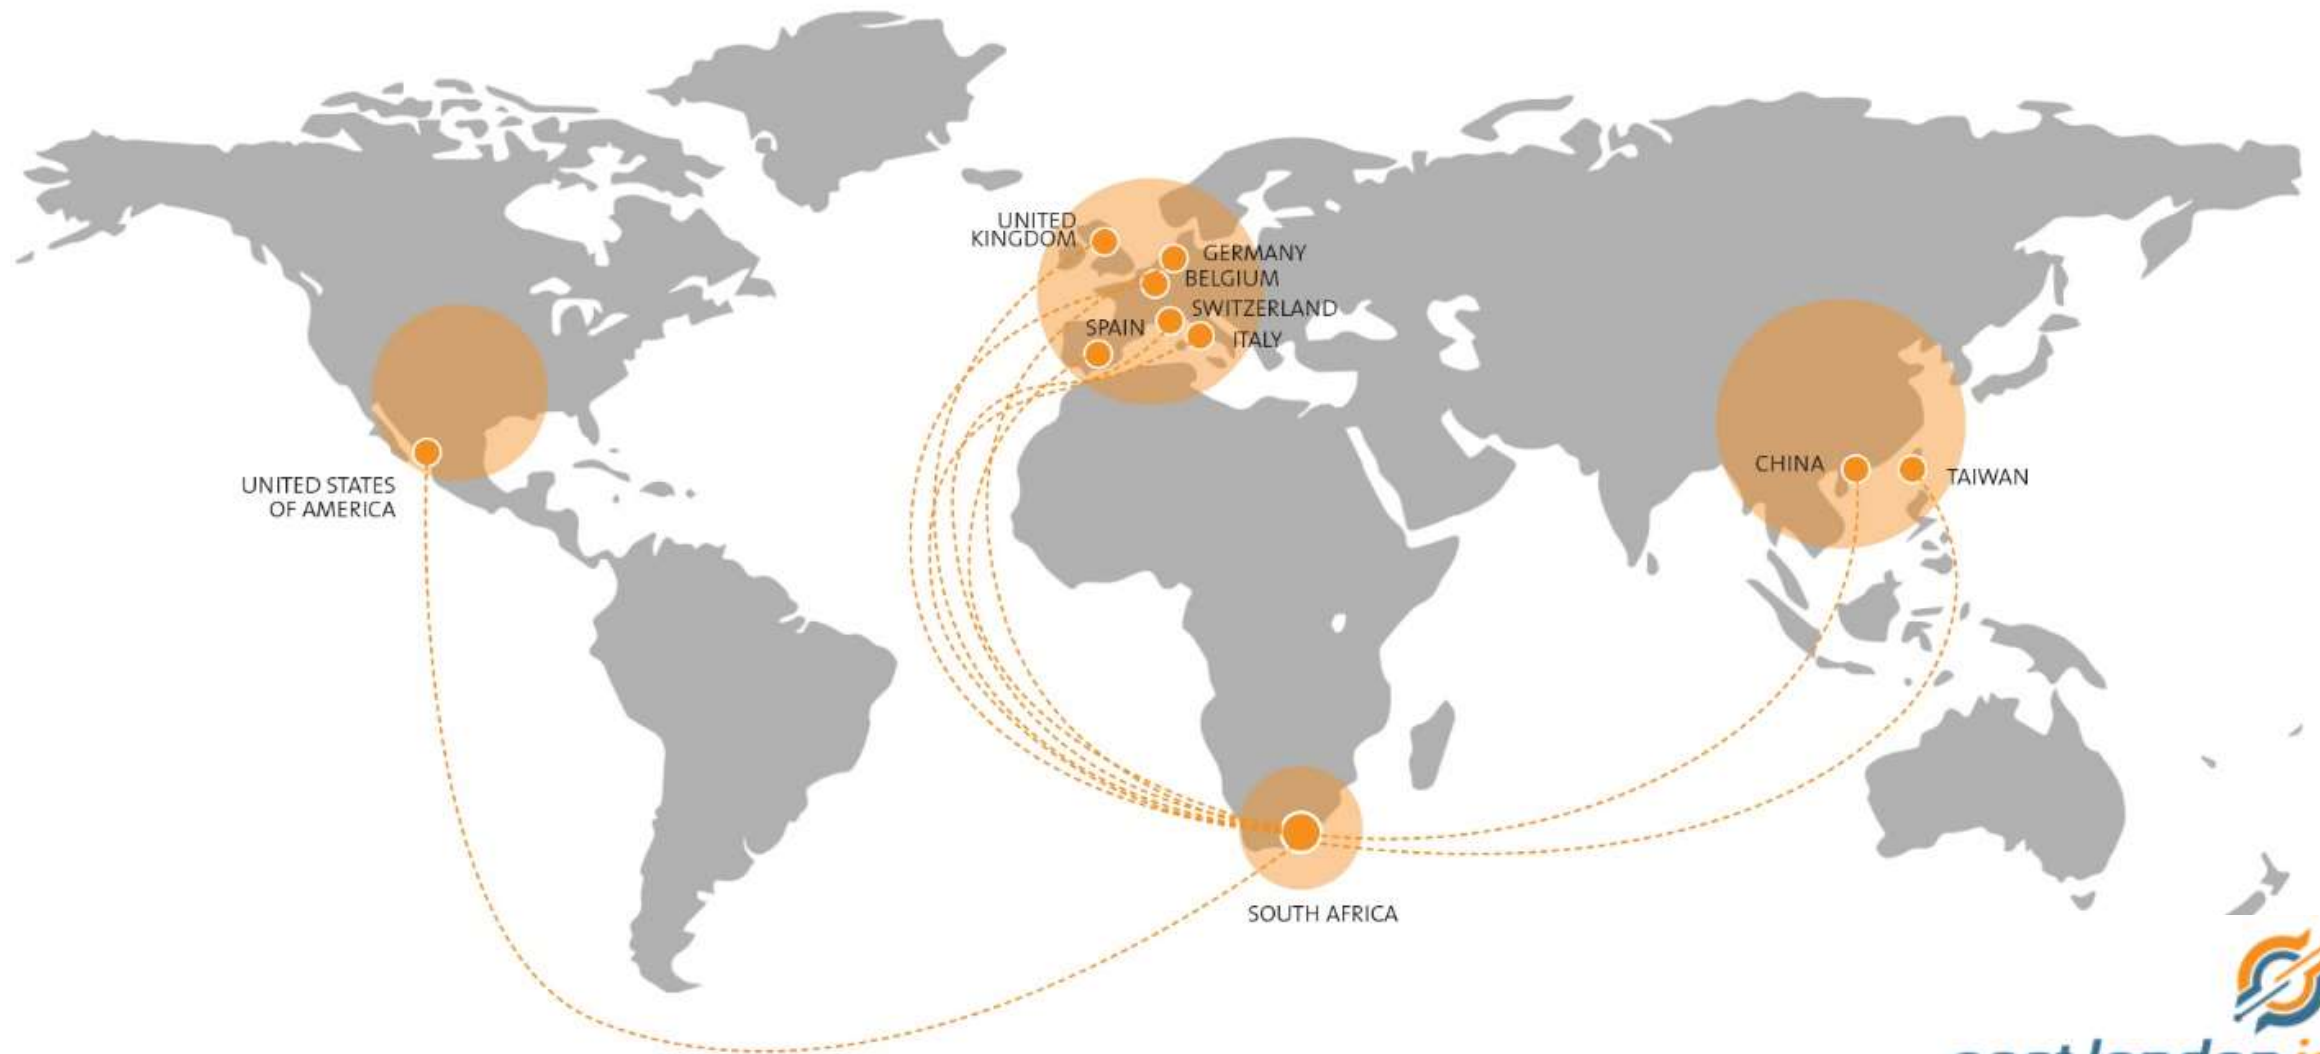 UNITED
KINGDOM
GERMANY
BELGIUM
SWITZERLAND
SPAIN
ITALY
UNITED STATES
OF AMERICA
CHINA
TAIWAN
SOUTH AFRICA